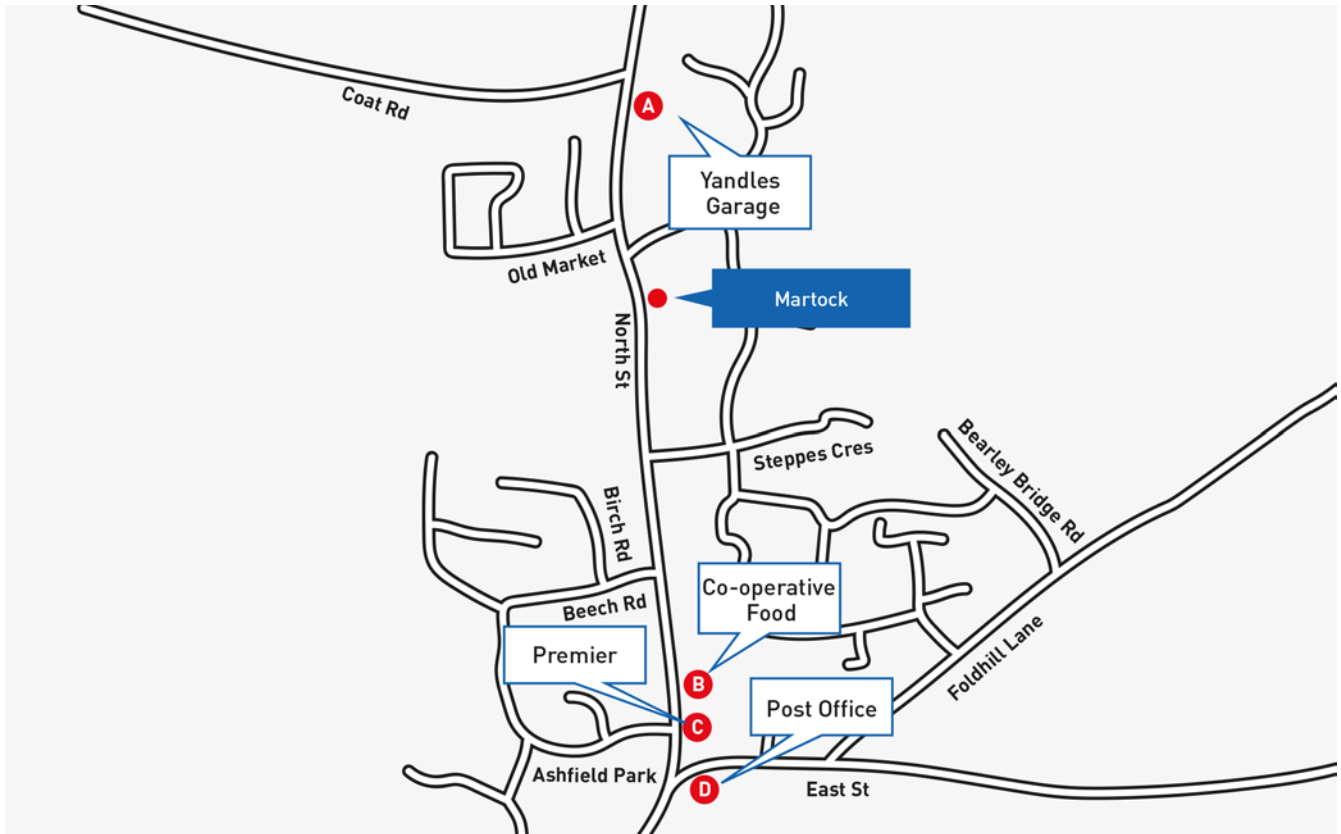 Coat Rd
A
Yandles
Garage
Old Market
Martock
North St
Steppes Cres
Bearley Bridge Rd
Birch Rd
Beech Rd
Co-operative
Food
Premier
B
Foldhill Lane
C
Post Office
Ashfield Park
D
East St